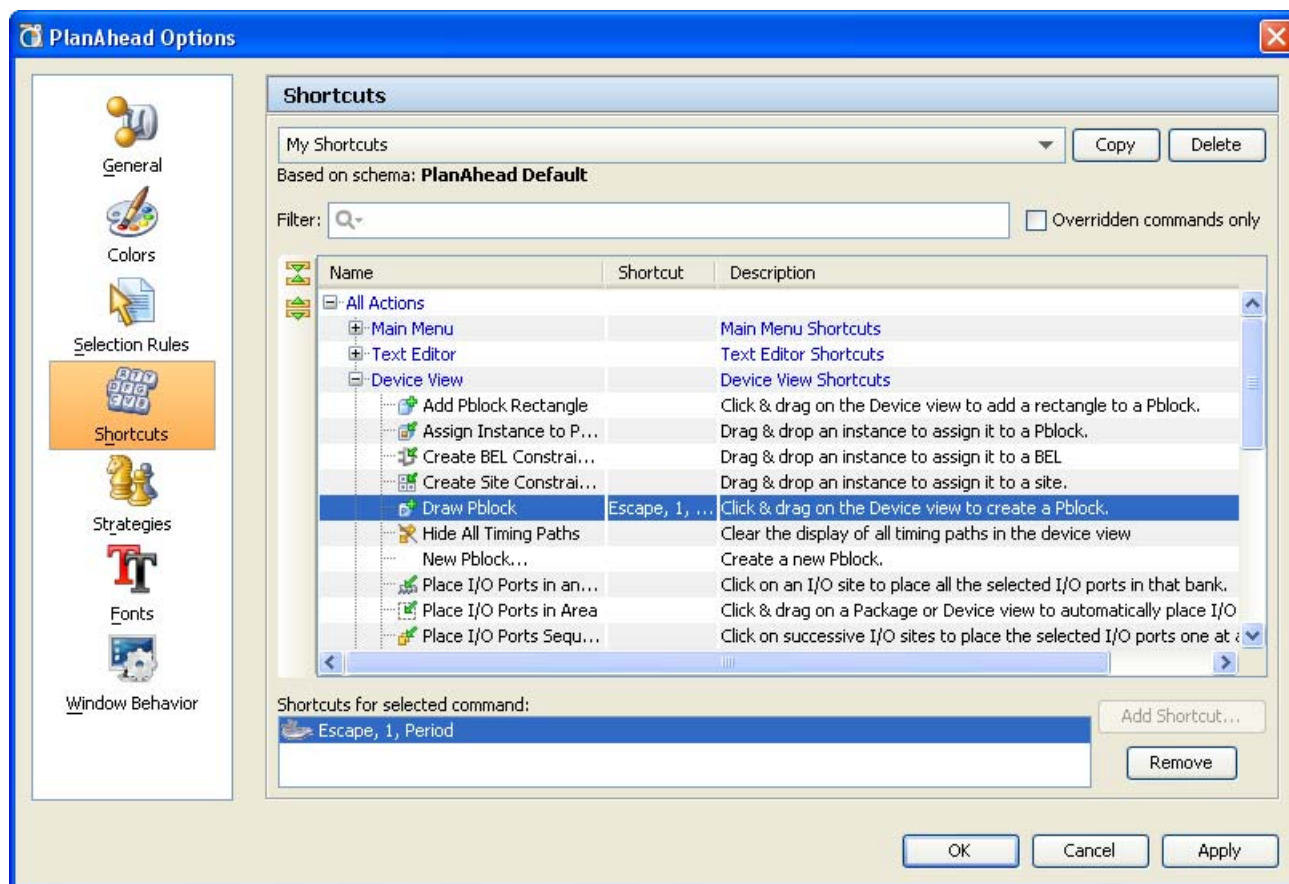 PlanAhead Options
General
Colors
Selection Rules
Shortcuts
Strategies
Fonts
Window Behavior
Shortcuts
My Shortcuts Copy Delete
Based on schema: PlanAhead Default
Filter: Overridden commands only
Name Shortcut Description
All Actions
Main Menu Main Menu Shortcuts
Text Editor Text Editor Shortcuts
Device View Device View Shortcuts
Add Pblock Rectangle Click & drag on the Device view to add a rectangle to a Pblock.
Assign Instance to P... Drag & drop an instance to assign it to a Pblock.
Create BEL Constrai... Drag & drop an instance to assign it to a BEL
Create Site Constrai... Drag & drop an instance to assign it to a site.
Draw Pblock Escape, 1, ... Click & drag on the Device view to create a Pblock.
Hide All Timing Paths Clear the display of all timing paths in the device view
New Pblock... Create a new Pblock.
Place I/O Ports in an... Click on an I/O site to place all the selected I/O ports in that bank.
Place I/O Ports in Area Click & drag on a Package or Device view to automatically place I/O
Place I/O Ports Sequ... Click on successive I/O sites to place the selected I/O ports one at a
Shortcuts for selected command:
Escape, 1, Period
Add Shortcut...
Remove
OK Cancel Apply